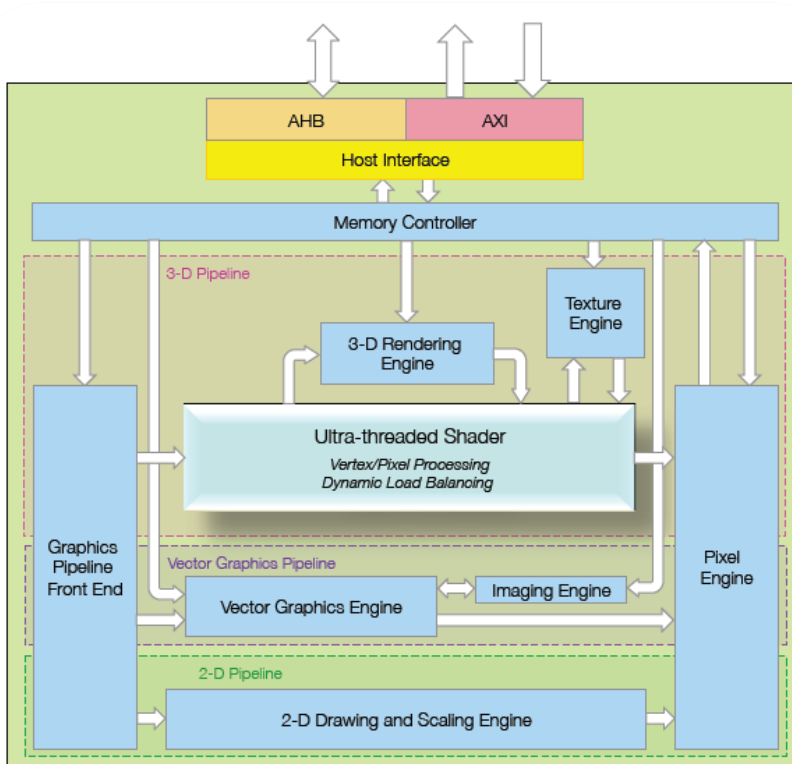 AHB
AXI
Host Interface
Memory Controller
3-D Pipeline
Texture
Engine
3-D Rendering
Engine
Ultra-threaded Shader
Vertex/Pixel Processing
Dynamic Load Balancing
Graphics
Pipeline
Front End
Pixel
Engine
Vector Graphics Pipeline
Imaging Engine
Vector Graphics Engine
2-D Pipeline
2-D Drawing and Scaling Engine